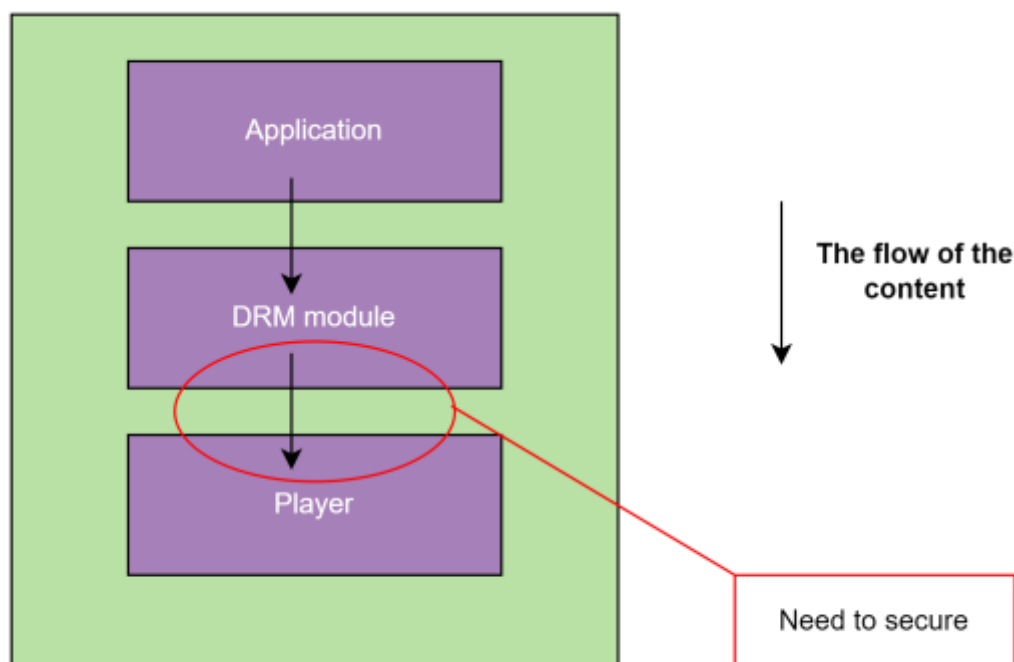 Application
DRM module
Player
The flow of the
content
Need to secure